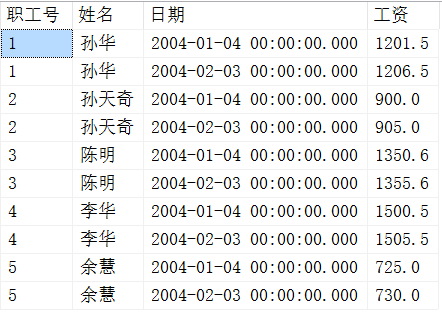 职工号 姓名 日期 工资
1 孙华 2004-01-04 00:00:00.000 1201.5
1 孙华 2004-02-03 00:00:00.000 1206.5
2 孙天奇 2004-01-04 00:00:00.000 900.0
2 孙天奇 2004-02-03 00:00:00.000 905.0
3 陈明 2004-01-04 00:00:00.000 1350.6
3 陈明 2004-02-03 00:00:00.000 1355.6
4 李华 2004-01-04 00:00:00.000 1500.5
4 李华 2004-02-03 00:00:00.000 1505.5
5 余慧 2004-01-04 00:00:00.000 725.0
5 余慧 2004-02-03 00:00:00.000 730.0